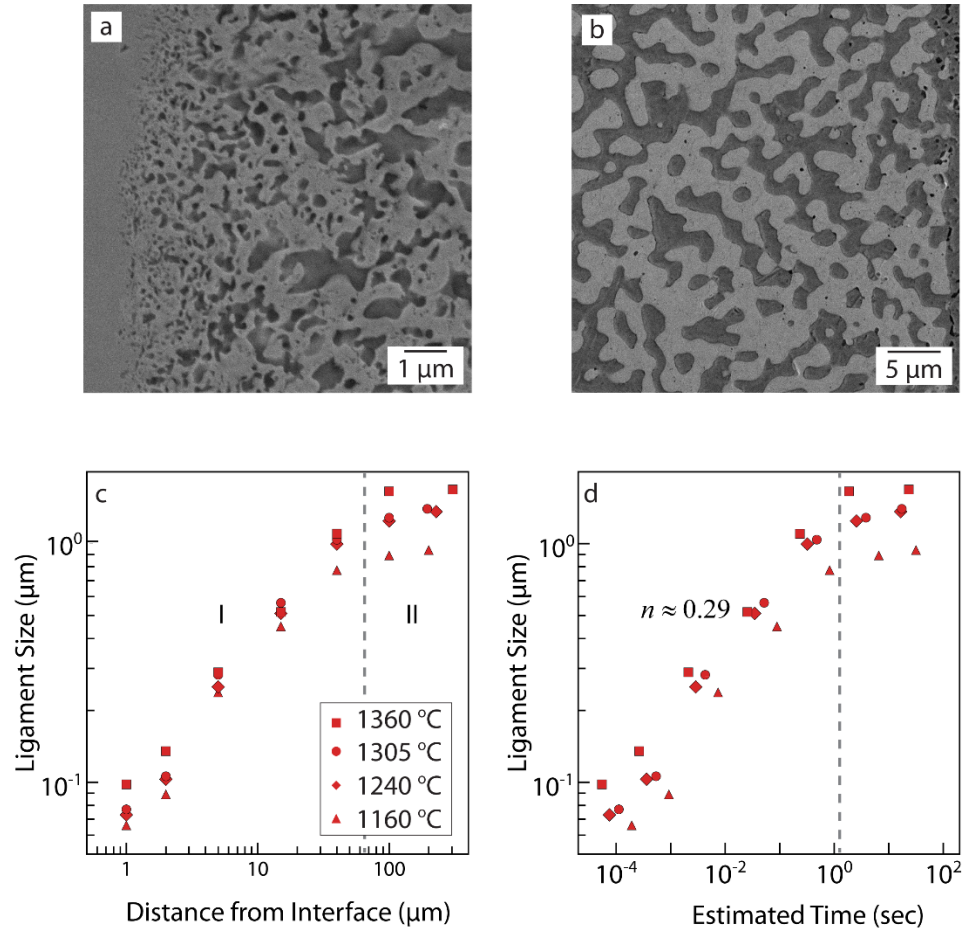 a
1 µm
b
5 µm
c
Ligament Size (µm)
10⁰
10⁻¹
I
II
1360 °C
1305 °C
1240 °C
1160 °C
1
10
100
Distance from Interface (µm)
d
Ligament Size (µm)
10⁰
10⁻¹
n ≈ 0.29
10⁻⁴
10⁻²
10⁰
10²
Estimated Time (sec)